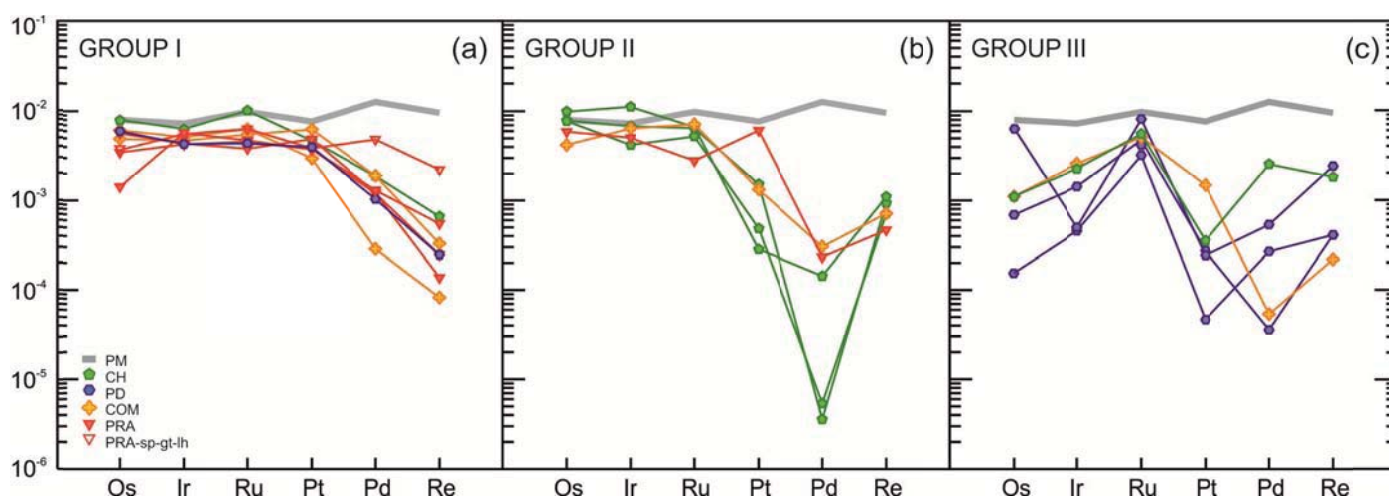 10-1
10-2
10-3
10-4
10-5
10-6
GROUP I
(a)
PM
CH
PD
COM
PRA
PRA-sp-gt-lh
Os Ir Ru Pt Pd Re
GROUP II
(b)
Os Ir Ru Pt Pd Re
GROUP III
(c)
Os Ir Ru Pt Pd Re